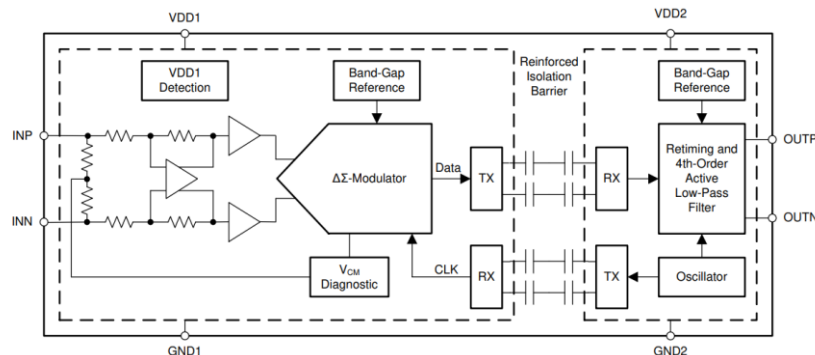 VDD1
VDD2
VDD1
Detection
Band-Gap
Reference
Reinforced
Isolation
Barrier
Band-Gap
Reference
INP
OUTP
ΔΣ-Modulator
Data
TX
RX
Retiming and
4th-Order
Active
Low-Pass
Filter
INN
OUTN
VCM
Diagnostic
CLK
RX
TX
Oscillator
GND1
GND2